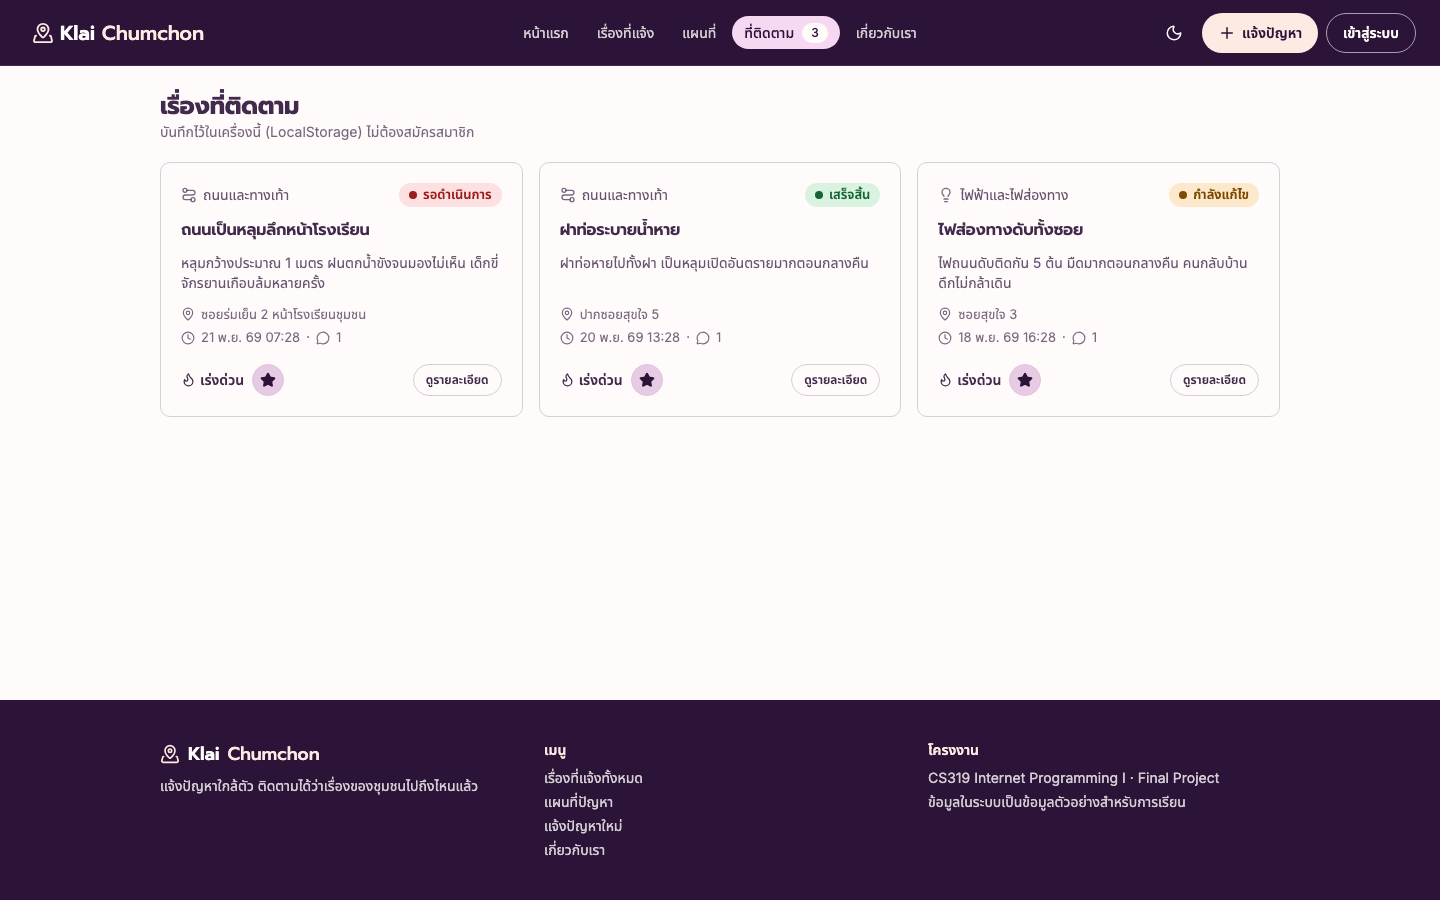 Klai Chumchon
หน้าแรก
เรื่องที่แจ้ง
แผนที่
ที่ติดตาม 3
เกี่ยวกับเรา
แจ้งปัญหา
เข้าสู่ระบบ
เรื่องที่ติดตาม
บันทึกไว้ในเครื่องนี้ (LocalStorage) ไม่ต้องสมัครสมาชิก
ถนนและทางเท้า
รอดำเนินการ
ถนนเป็นหลุมลึกหน้าโรงเรียน
หลุมกว้างประมาณ 1 เมตร ฝนตกน้ำขังจนมองไม่เห็น เด็กขี่
จักรยานเกือบล้มหลายครั้ง
ซอยร่มเย็น 2 หน้าโรงเรียนชุมชน
21 พ.ย. 69 07:28 · 1
เร่งด่วน
ดูรายละเอียด
ถนนและทางเท้า
เสร็จสิ้น
ฝาท่อระบายน้ำหาย
ฝาท่อหายไปทั้งฝา เป็นหลุมเปิดอันตรายมากตอนกลางคืน
ปากซอยสุขใจ 5
20 พ.ย. 69 13:28 · 1
เร่งด่วน
ดูรายละเอียด
ไฟฟ้าและไฟส่องทาง
กำลังแก้ไข
ไฟส่องทางดับทั้งซอย
ไฟถนนดับติดกัน 5 ต้น มืดมากตอนกลางคืน คนกลับบ้าน
ดึกไม่กล้าเดิน
ซอยสุขใจ 3
18 พ.ย. 69 16:28 · 1
เร่งด่วน
ดูรายละเอียด
Klai Chumchon
แจ้งปัญหาใกล้ตัว ติดตามได้ว่าเรื่องของชุมชนไปถึงไหนแล้ว
เมนู
เรื่องที่แจ้งทั้งหมด
แผนที่ปัญหา
แจ้งปัญหาใหม่
เกี่ยวกับเรา
โครงงาน
CS319 Internet Programming I · Final Project
ข้อมูลในระบบเป็นข้อมูลตัวอย่างสำหรับการเรียน